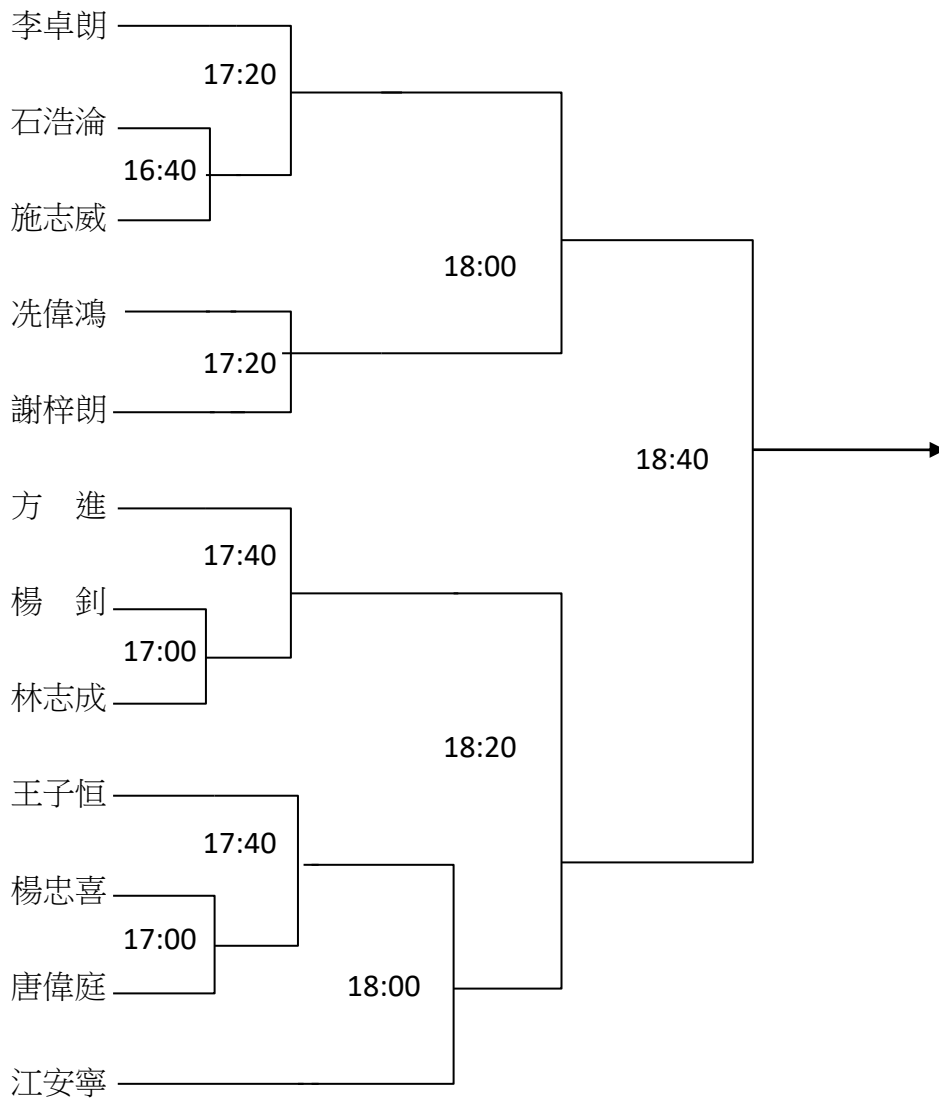 李卓朗
17:20
石浩淪
16:40
施志威
18:00
冼偉鴻
17:20
謝梓朗
18:40
方　進
17:40
楊　釗
17:00
林志成
18:20
王子恒
17:40
楊忠喜
17:00
唐偉庭
18:00
江安寧